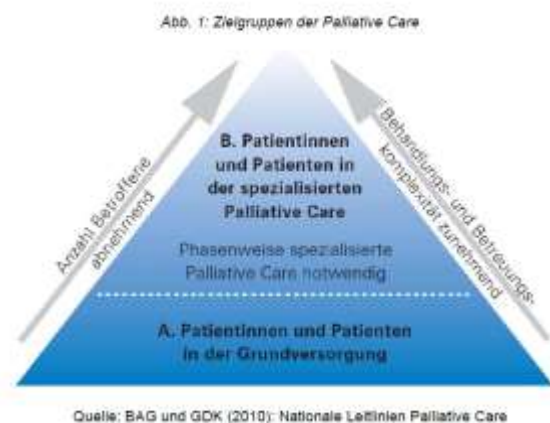 Abb. 1: Zielgruppen der Palliative Care
Anzahl Betroffene
abnehmend
Behandlungs- und Betreuungs-
komplexität zunehmend
B. Patientinnen
und Patienten in
der spezialisierten
Palliative Care
Phasenweise spezialisierte
Palliative Care notwendig
A. Patientinnen und Patienten
in der Grundversorgung
Quelle: BAG und GDK (2010): Nationale Leitlinien Palliative Care